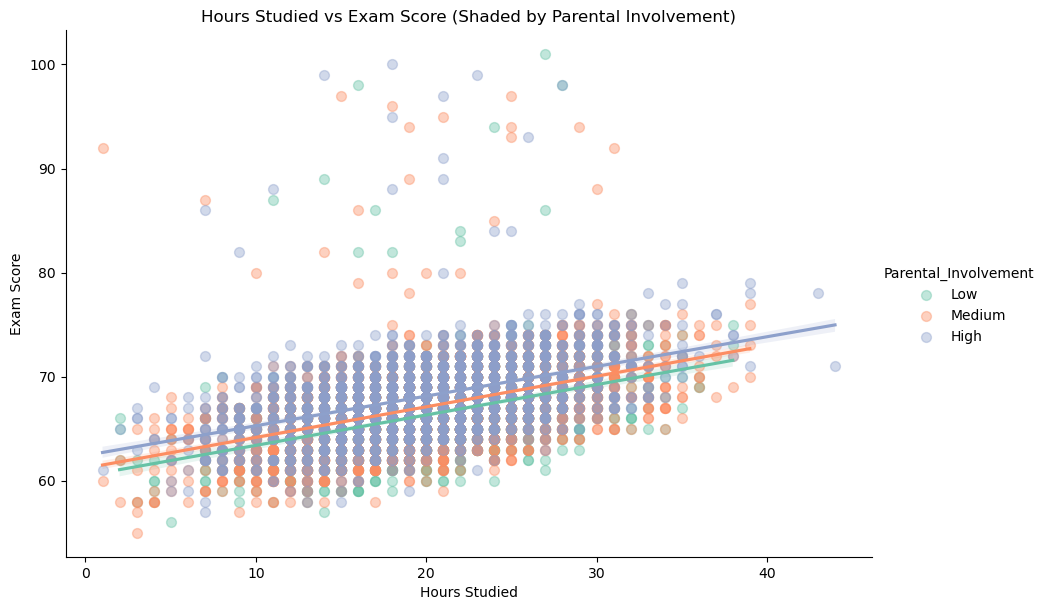 Hours Studied vs Exam Score (Shaded by Parental Involvement)
100
90
80
70
60
Exam Score
0
10
20
30
40
Hours Studied
Parental_Involvement
Low
Medium
High